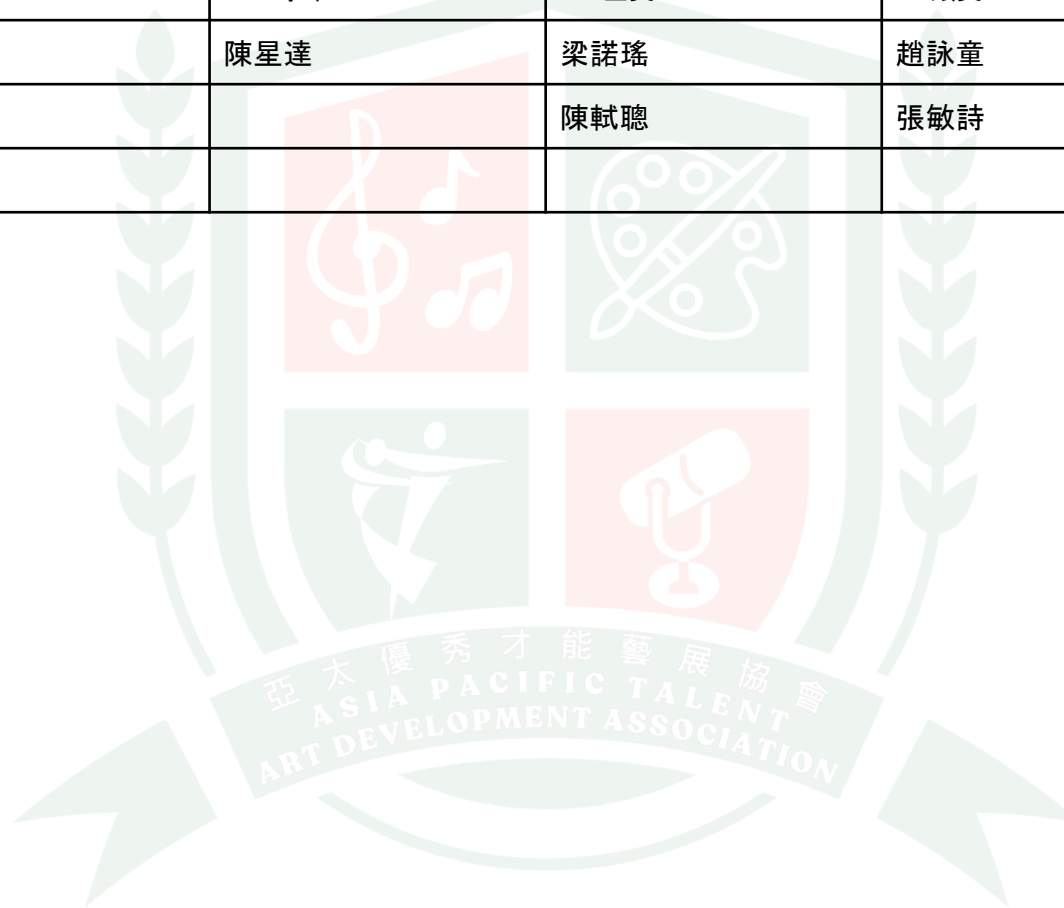 陳星達 梁諾瑤 趙詠童
陳軾聰 張敏詩
亞太優秀才能藝展協會
ASIA PACIFIC TALENT
ART DEVELOPMENT ASSOCIATION